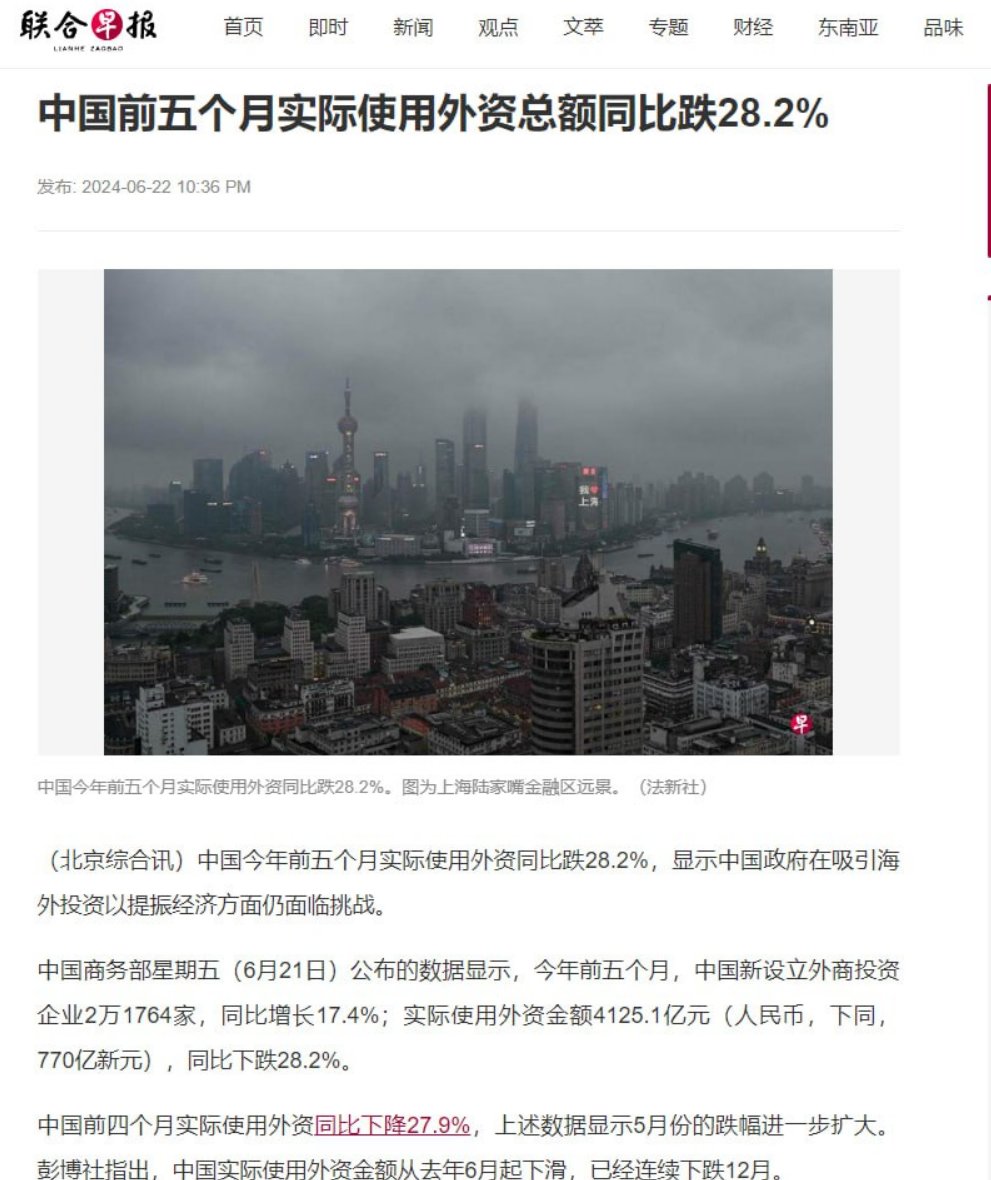 联合早报
LIANHE ZAOBAO
首页 即时 新闻 观点 文萃 专题 财经 东南亚 品味
中国前五个月实际使用外资总额同比跌28.2%
发布: 2024-06-22 10:36 PM
我❤
上海
早
中国今年前五个月实际使用外资同比跌28.2%。图为上海陆家嘴金融区远景。（法新社）
（北京综合讯）中国今年前五个月实际使用外资同比跌28.2%，显示中国政府在吸引海
外投资以提振经济方面仍面临挑战。
中国商务部星期五（6月21日）公布的数据显示，今年前五个月，中国新设立外商投资
企业2万1764家，同比增长17.4%；实际使用外资金额4125.1亿元（人民币，下同，
770亿新元），同比下跌28.2%。
中国前四个月实际使用外资同比下降27.9%，上述数据显示5月份的跌幅进一步扩大。
彭博社指出，中国实际使用外资金额从去年6月起下滑，已经连续下跌12月。